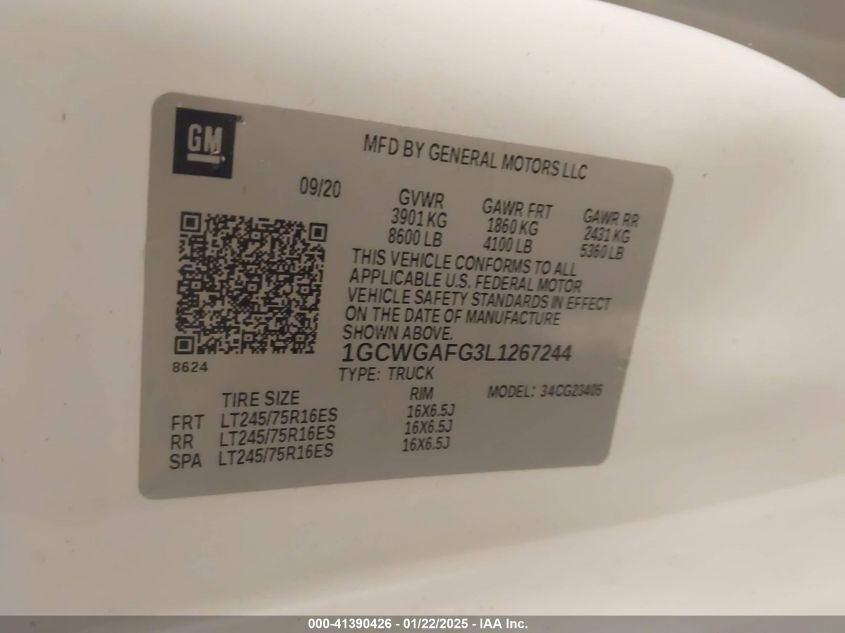 GM
MFD BY GENERAL MOTORS LLC
09/20
GVWR GAWR FRT GAWR RR
3901 KG 1860 KG 2431 KG
8600 LB 4100 LB 5360 LB
THIS VEHICLE CONFORMS TO ALL
APPLICABLE U.S. FEDERAL MOTOR
VEHICLE SAFETY STANDARDS IN EFFECT
ON THE DATE OF MANUFACTURE
SHOWN ABOVE.
8624
1GCWGAFG3L1267244
TYPE: TRUCK MODEL: 34CG23405
TIRE SIZE RIM
FRT LT245/75R16ES 16X6.5J
RR LT245/75R16ES 16X6.5J
SPA LT245/75R16ES 16X6.5J
000-41390426 - 01/22/2025 - IAA Inc.